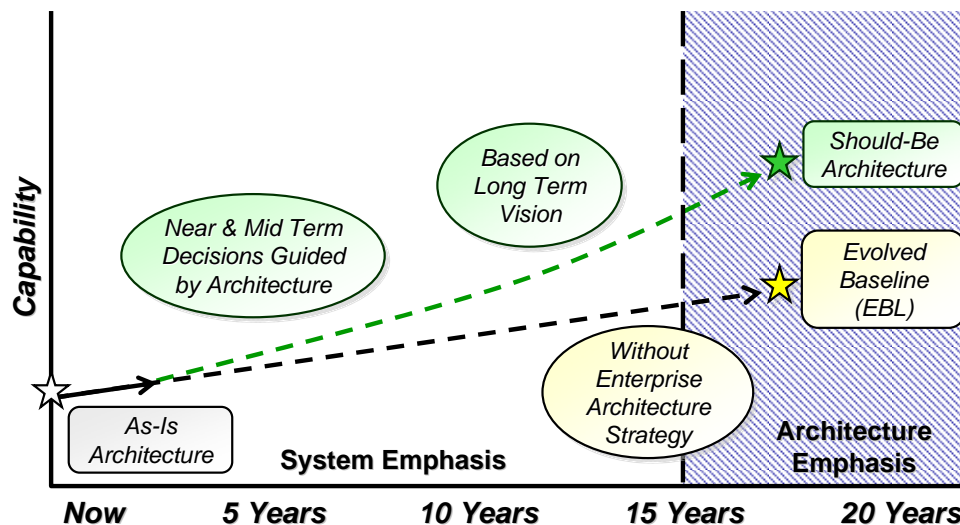 Capability
Near & Mid Term
Decisions Guided
by Architecture
Based on
Long Term
Vision
Should-Be
Architecture
Evolved
Baseline
(EBL)
Without
Enterprise
Architecture
Strategy
As-Is
Architecture
System Emphasis
Architecture
Emphasis
Now
5 Years
10 Years
15 Years
20 Years